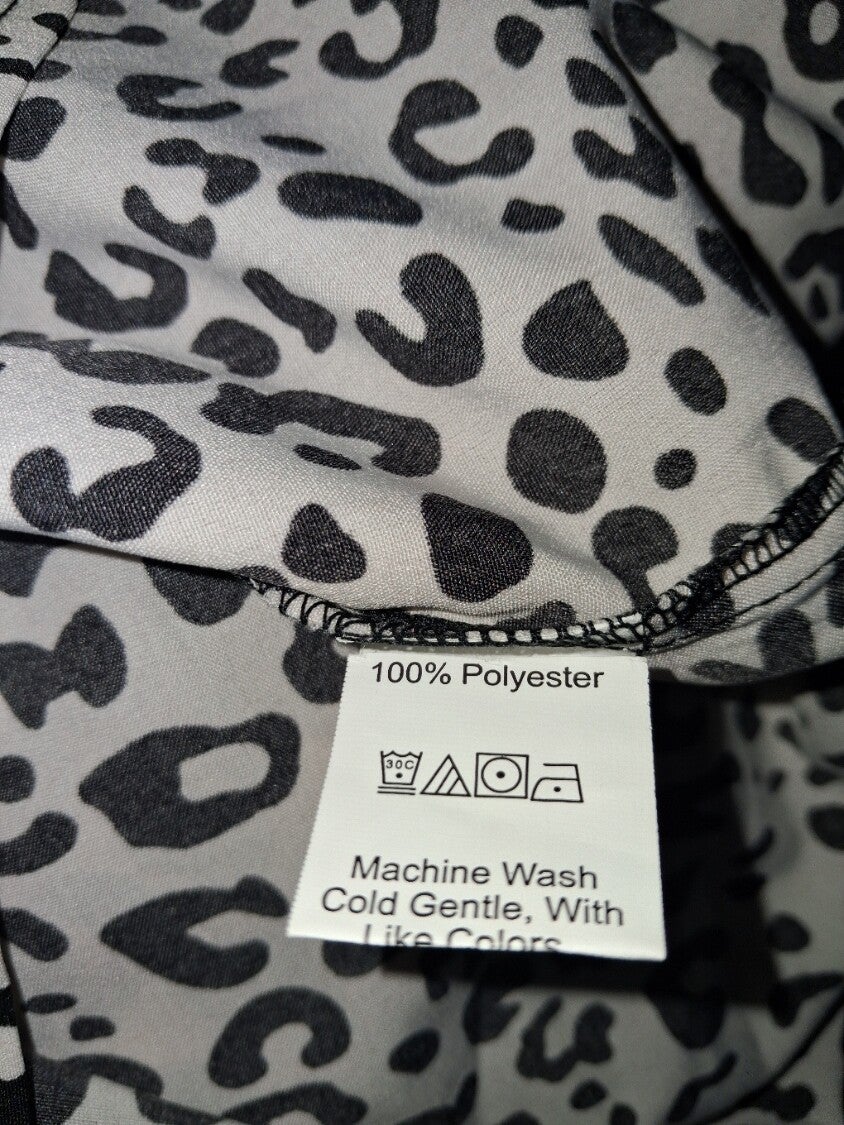 100% Polyester
30C
Machine Wash
Cold Gentle, With
Like Colors